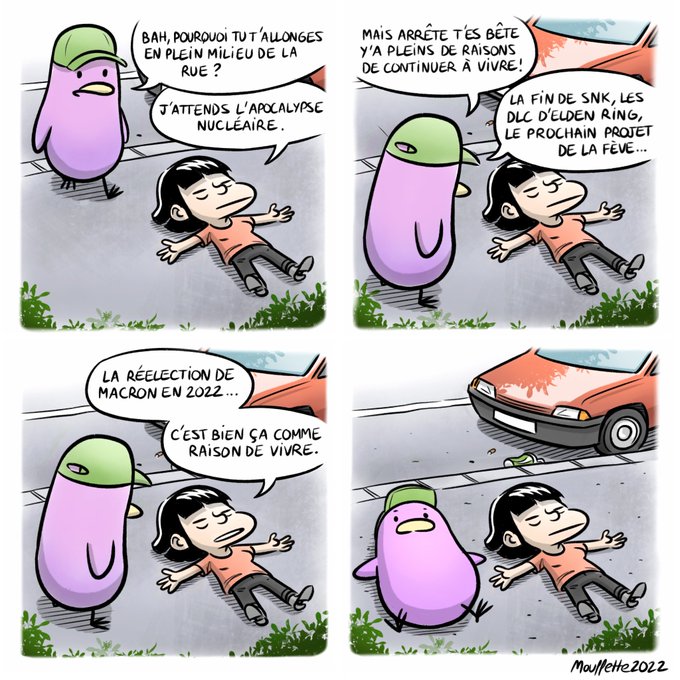 BAH, POURQUOI TU T'ALLONGES
EN PLEIN MILIEU DE LA
RUE ?
J'ATTENDS L'APOCALYPSE
NUCLÉAIRE.
MAIS ARRÊTE T'ES BÊTE
Y'A PLEINS DE RAISONS
DE CONTINUER À VIVRE!
LA FIN DE SNK, LES
DLC D'ELDEN RING,
LE PROCHAIN PROJET
DE LA FÈVE...
LA RÉELECTION DE
MACRON EN 2022...
C'EST BIEN ÇA COMME
RAISON DE VIVRE.
Mouffette2022